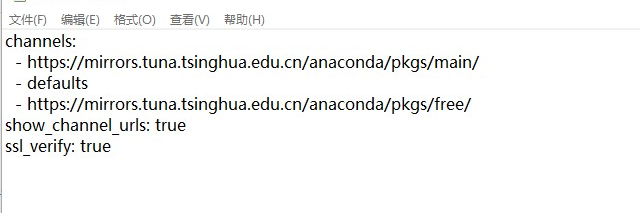 文件(F) 编辑(E) 格式(O) 查看(V) 帮助(H)
channels:
  - https://mirrors.tuna.tsinghua.edu.cn/anaconda/pkgs/main/
  - defaults
  - https://mirrors.tuna.tsinghua.edu.cn/anaconda/pkgs/free/
show_channel_urls: true
ssl_verify: true